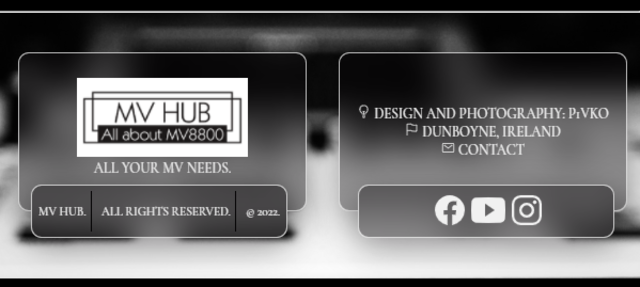 MV HUB
All about MV8800
ALL YOUR MV NEEDS.
MV HUB. ALL RIGHTS RESERVED. @ 2022.
DESIGN AND PHOTOGRAPHY: P1VKO
DUNBOYNE, IRELAND
CONTACT